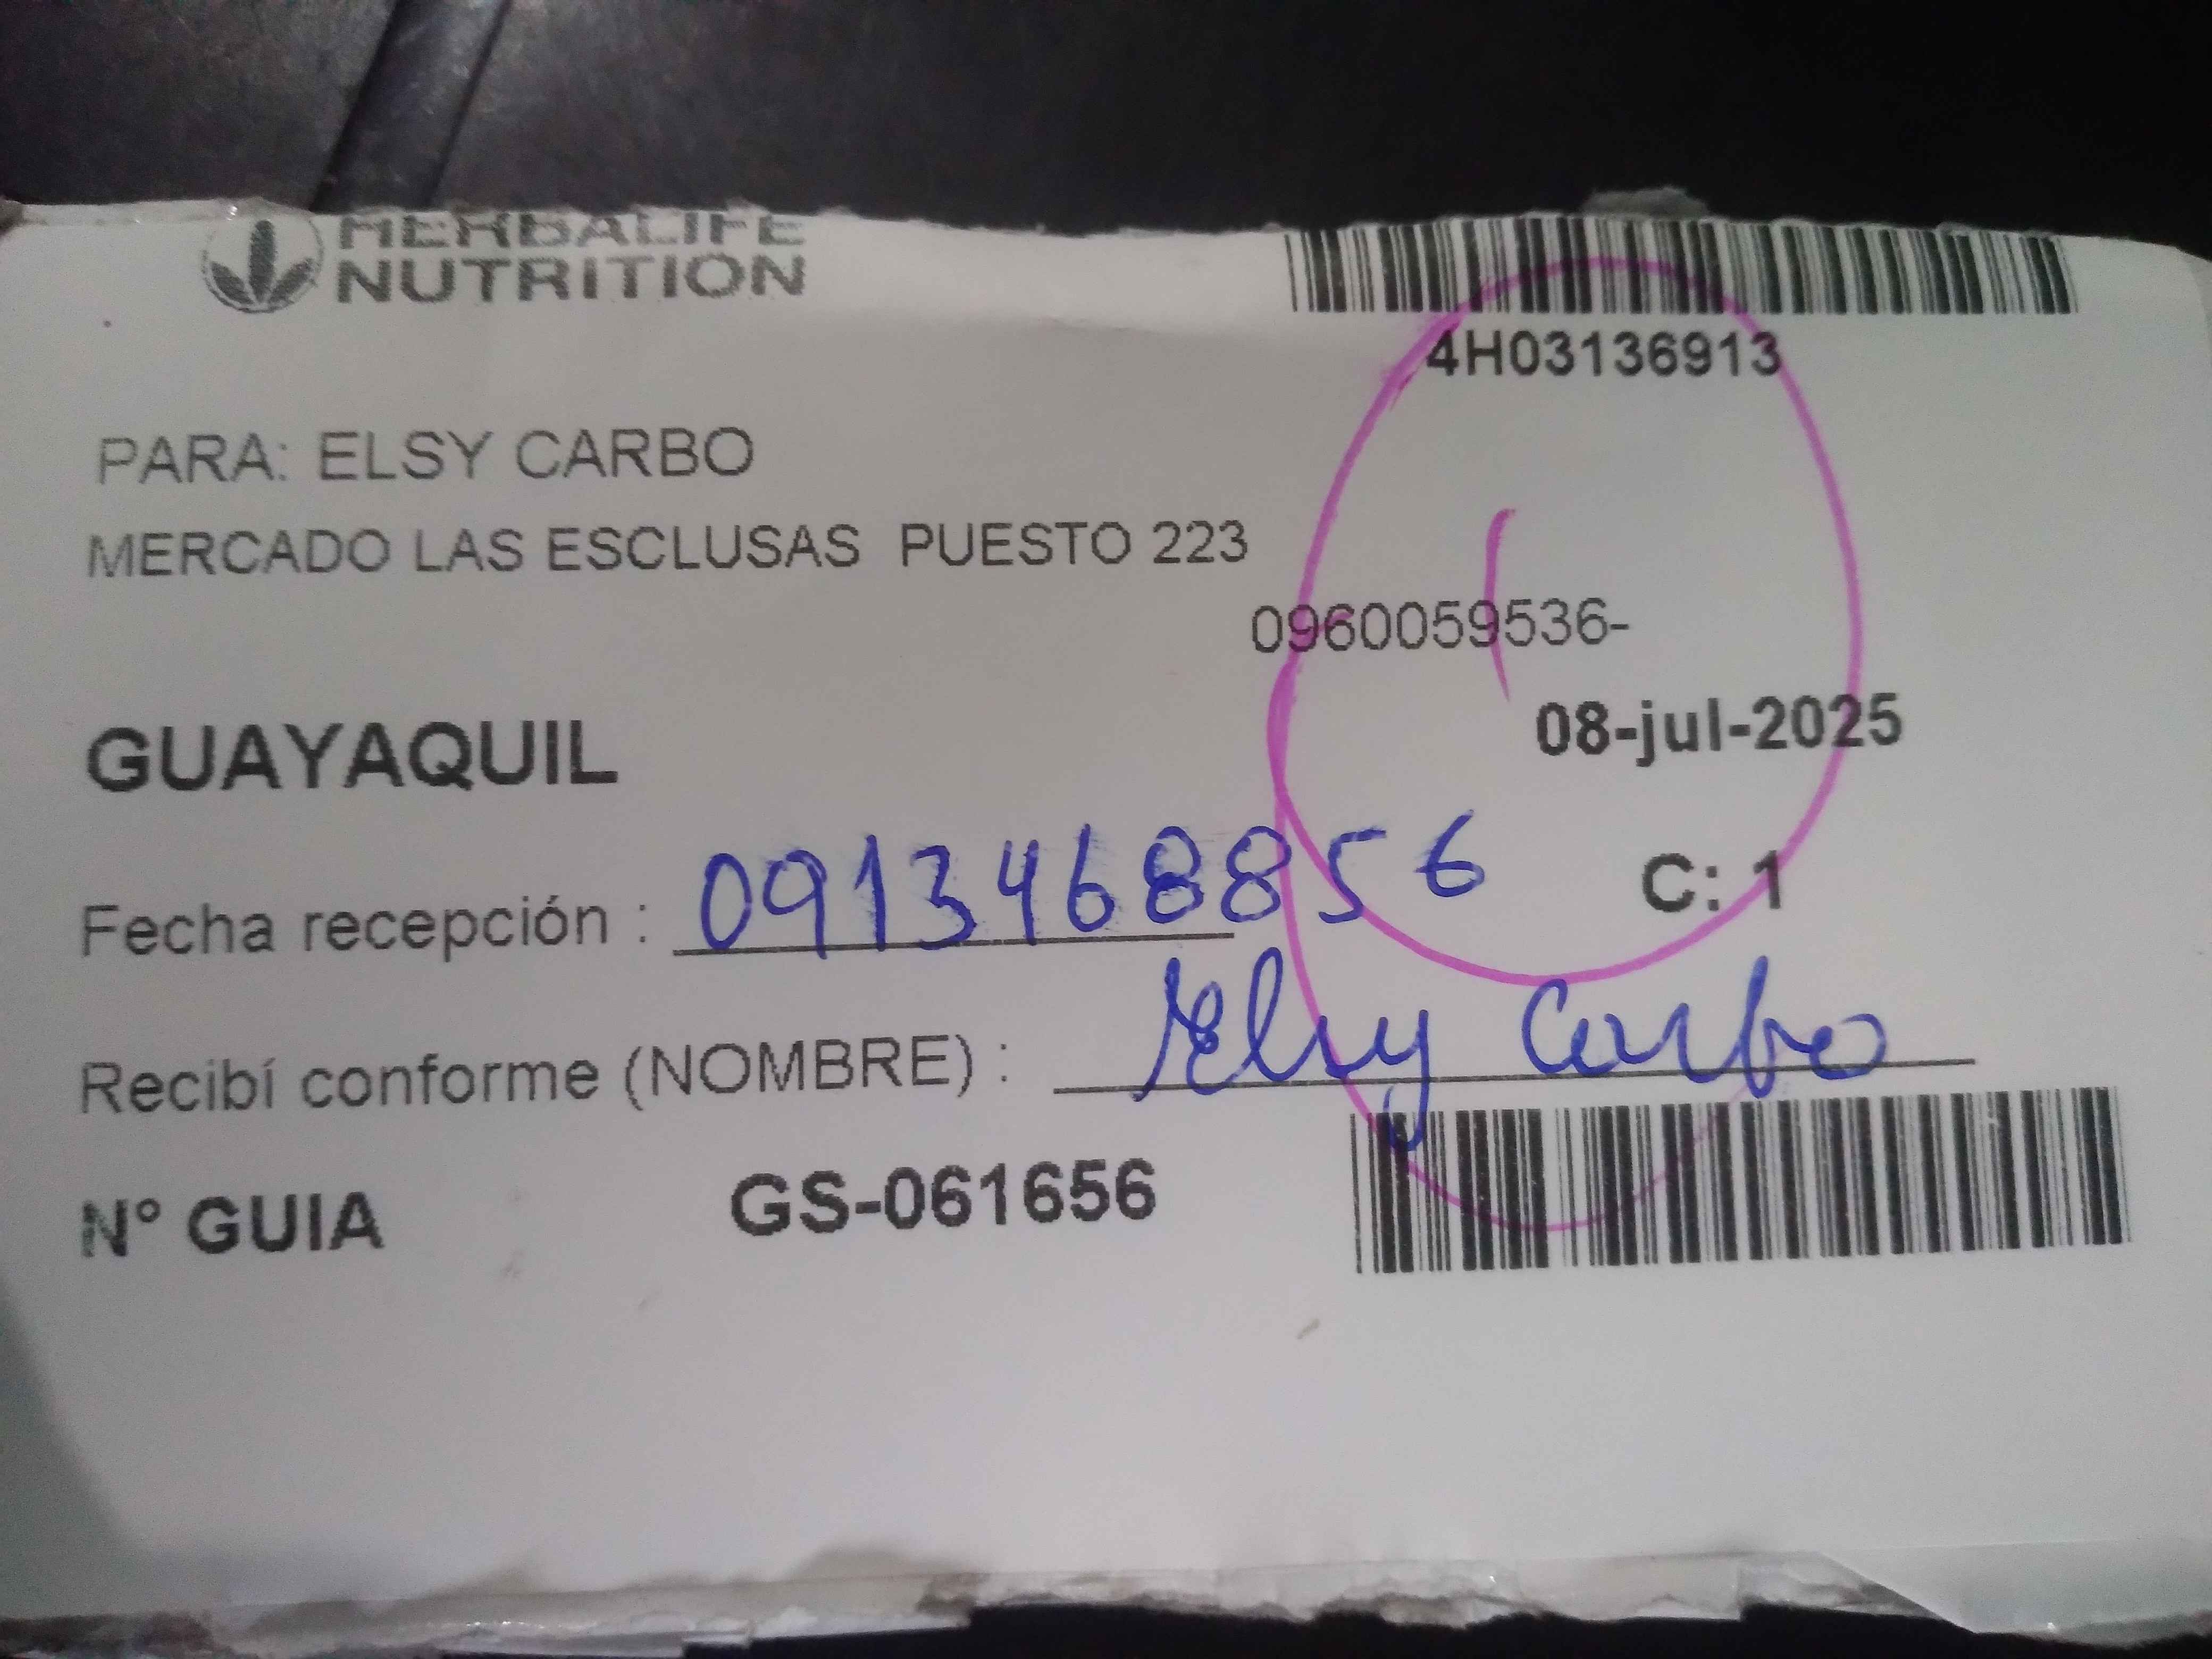 HERBALIFE
NUTRITION
4H03136913
PARA: ELSY CARBO
MERCADO LAS ESCLUSAS PUESTO 223
0960059536-
GUAYAQUIL
08-jul-2025
C: 1
Fecha recepción : 0913468856
Recibí conforme (NOMBRE) : Elsy Carbo
N° GUIA GS-061656